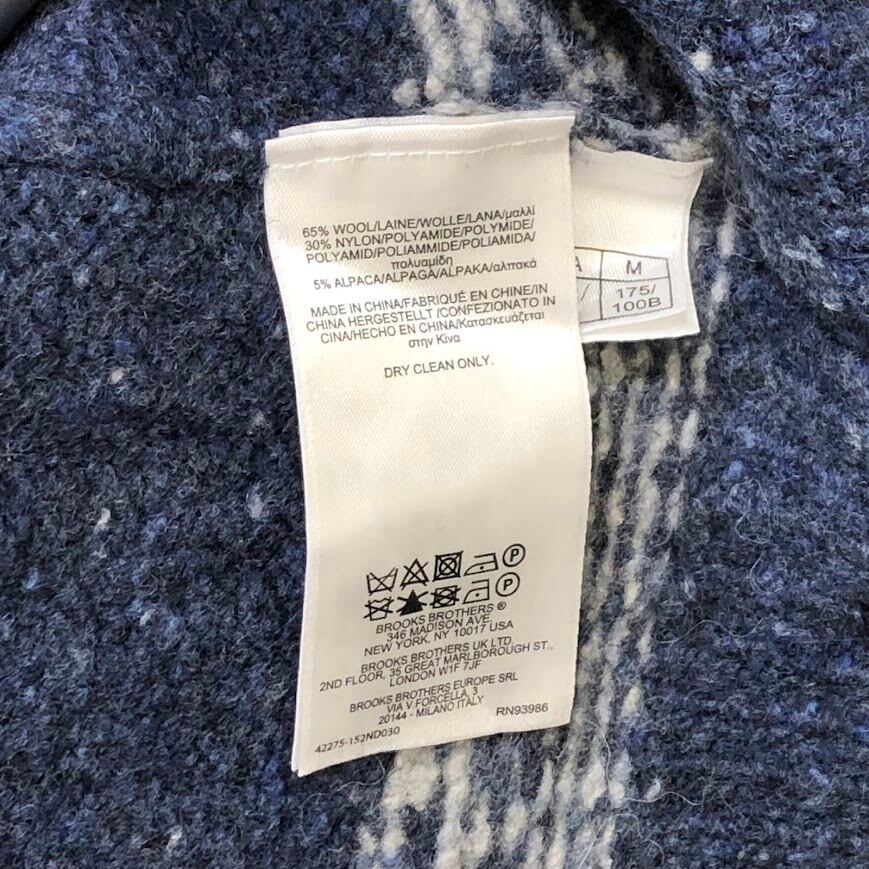 65% WOOL/LAINE/WOLLE/LANA/μαλλί
30% NYLON/POLYAMIDE/POLYMIDE/
POLYAMID/POLIAMMIDE/POLIAMIDA/
πολυαμίδη
5% ALPACA/ALPAGA/ALPAKA/αλπακά
MADE IN CHINA/FABRIQUÉ EN CHINE/IN
CHINA HERGESTELLT /CONFEZIONATO IN
CINA/HECHO EN CHINA/Κατασκευάζεται
στην Κίνα
DRY CLEAN ONLY.
P
P
BROOKS BROTHERS ®
346 MADISON AVE.
NEW YORK, NY 10017 USA
BROOKS BROTHERS UK LTD.
2ND FLOOR, 35 GREAT MARLBOROUGH ST.,
LONDON W1F 7JF
BROOKS BROTHERS EUROPE SRL
VIA V FORCELLA, 3
20144 - MILANO ITALY
RN93986
42275-152ND030
A M
/ 175/
100B